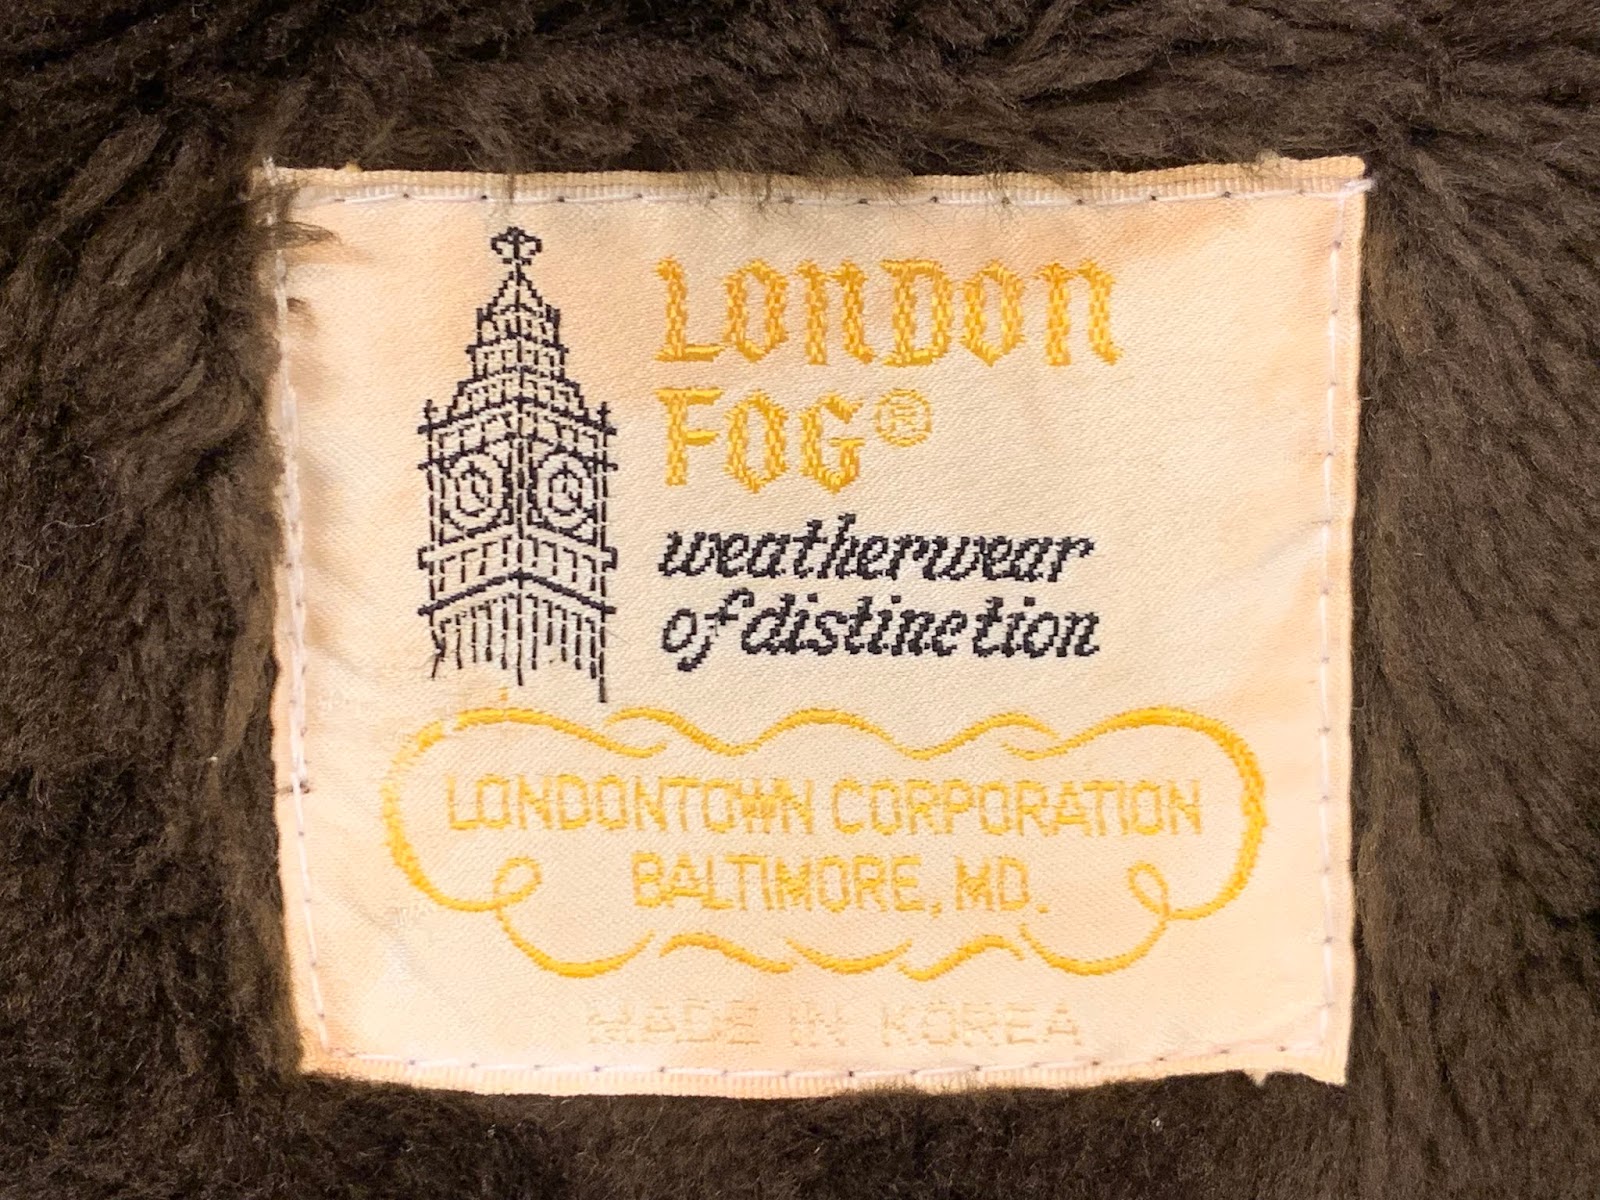 LONDON
FOG®
weatherwear
of distinction
LONDONTOWN CORPORATION
BALTIMORE, MD.
MADE IN KOREA